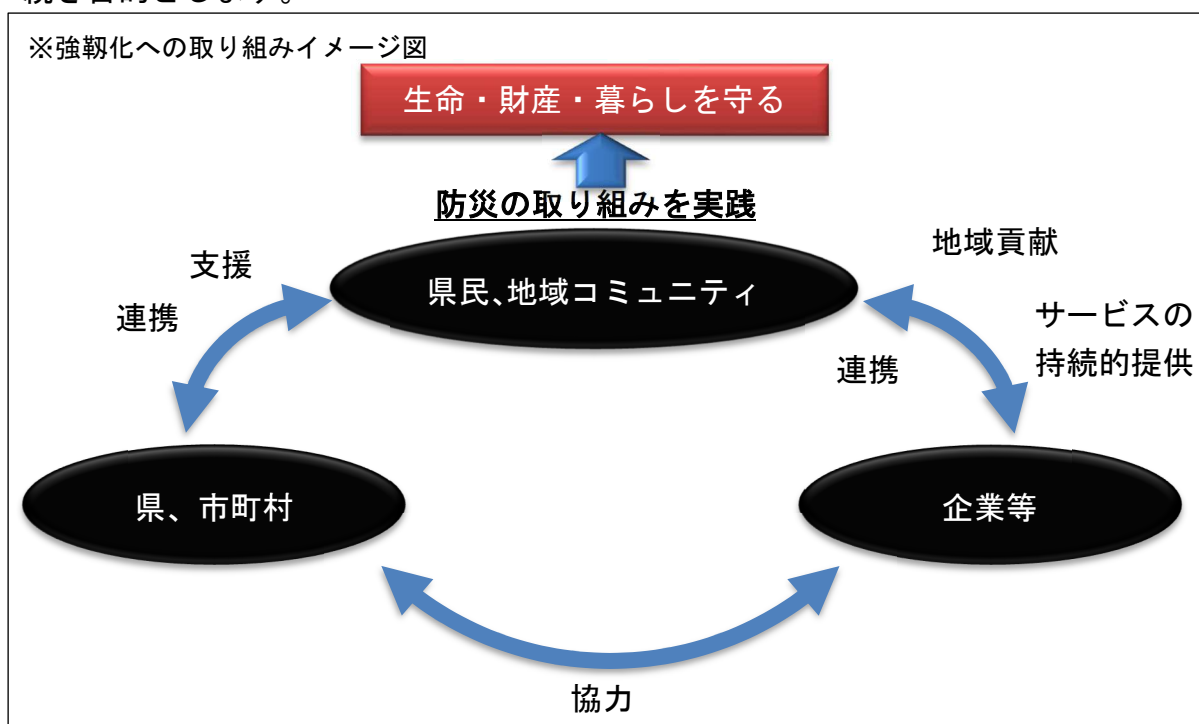 ※強靱化への取り組みイメージ図
生命・財産・暮らしを守る
防災の取り組みを実践
県民、地域コミュニティ
支援
連携
地域貢献
サービスの
持続的提供
連携
県、市町村
企業等
協力